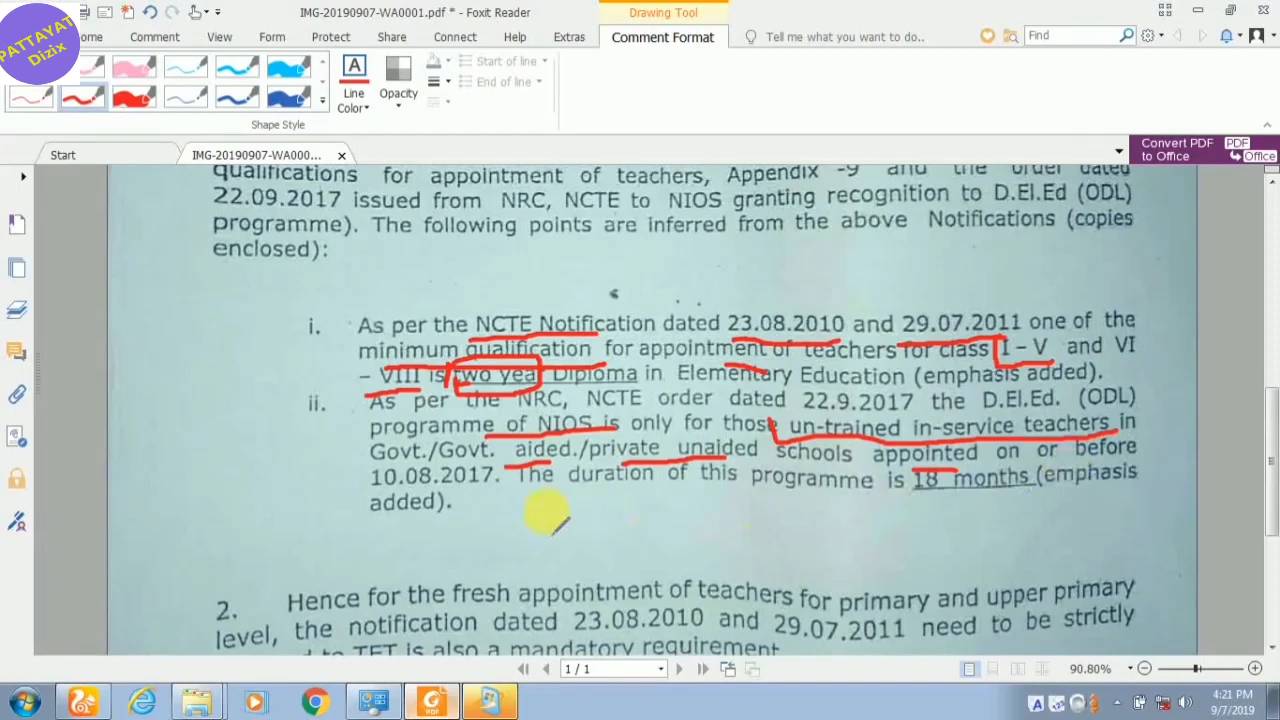 PATTAYAT
Dizix
IMG-20190907-WA0001.pdf * - Foxit Reader
Drawing Tool
Comment View Form Protect Share Connect Help Extras Comment Format Tell me what you want to do.. Find
Line
Color
Opacity
Start of line
End of line
Shape Style
Start IMG-20190907-WA000...
Convert PDF
to Office
PDF
Office
qualifications for appointment of teachers, Appendix -9 and the order dated
22.09.2017 issued from NRC, NCTE to NIOS granting recognition to D.El.Ed (ODL)
programme). The following points are inferred from the above Notifications (copies
enclosed):
i. As per the NCTE Notification dated 23.08.2010 and 29.07.2011 one of the
minimum qualification for appointment of teachers for class I – V and VI
– VIII is two year Diploma in Elementary Education (emphasis added).
ii. As per the NRC, NCTE order dated 22.9.2017 the D.El.Ed. (ODL)
programme of NIOS is only for those un-trained in-service teachers in
Govt./Govt. aided./private unaided schools appointed on or before
10.08.2017. The duration of this programme is 18 months (emphasis
added).
2. Hence for the fresh appointment of teachers for primary and upper primary
level, the notification dated 23.08.2010 and 29.07.2011 need to be strictly
to TET is also a mandatory requirement
1 / 1
90.80%
4:21 PM
9/7/2019